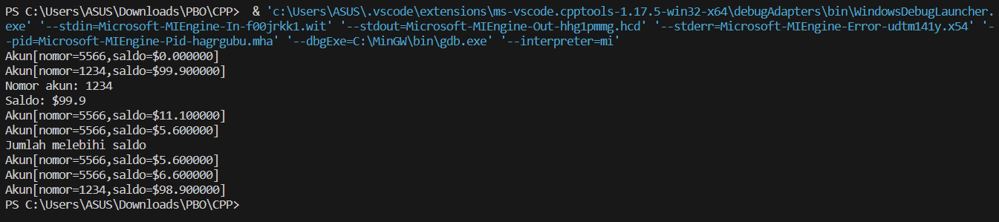 PS C:\Users\ASUS\Downloads\PBO\CPP>  & 'c:\Users\ASUS\.vscode\extensions\ms-vscode.cpptools-1.17.5-win32-x64\debugAdapters\bin\WindowsDebugLauncher.
exe' '--stdin=Microsoft-MIEngine-In-f00jrkk1.wit' '--stdout=Microsoft-MIEngine-Out-hhg1pmmg.hcd' '--stderr=Microsoft-MIEngine-Error-udtm141y.x54' '-
-pid=Microsoft-MIEngine-Pid-hagrgubu.mha' '--dbgExe=C:\MinGW\bin\gdb.exe' '--interpreter=mi'
Akun[nomor=5566,saldo=$0.000000]
Akun[nomor=1234,saldo=$99.900000]
Nomor akun: 1234
Saldo: $99.9
Akun[nomor=5566,saldo=$11.100000]
Akun[nomor=5566,saldo=$5.600000]
Jumlah melebihi saldo
Akun[nomor=5566,saldo=$5.600000]
Akun[nomor=5566,saldo=$6.600000]
Akun[nomor=1234,saldo=$98.900000]
PS C:\Users\ASUS\Downloads\PBO\CPP>